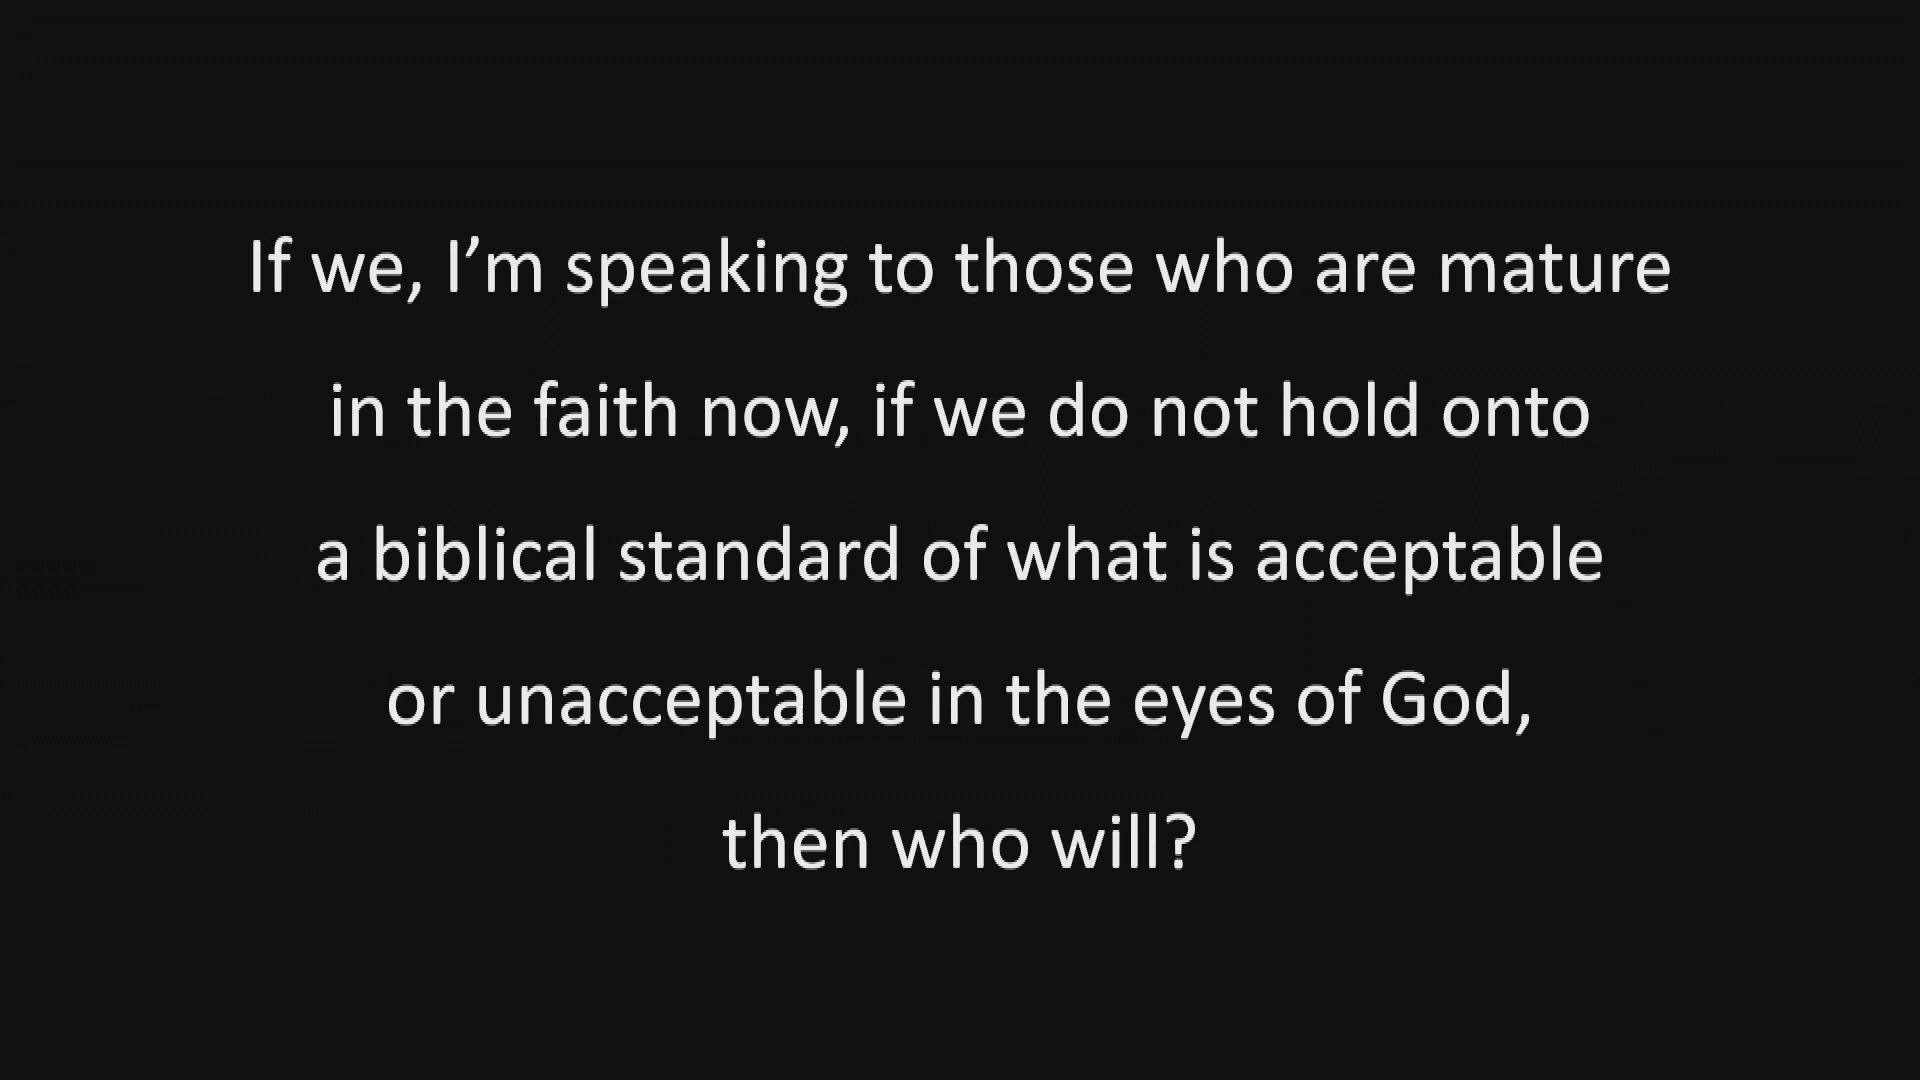 If we, I’m speaking to those who are mature
in the faith now, if we do not hold onto
a biblical standard of what is acceptable
or unacceptable in the eyes of God,
then who will?